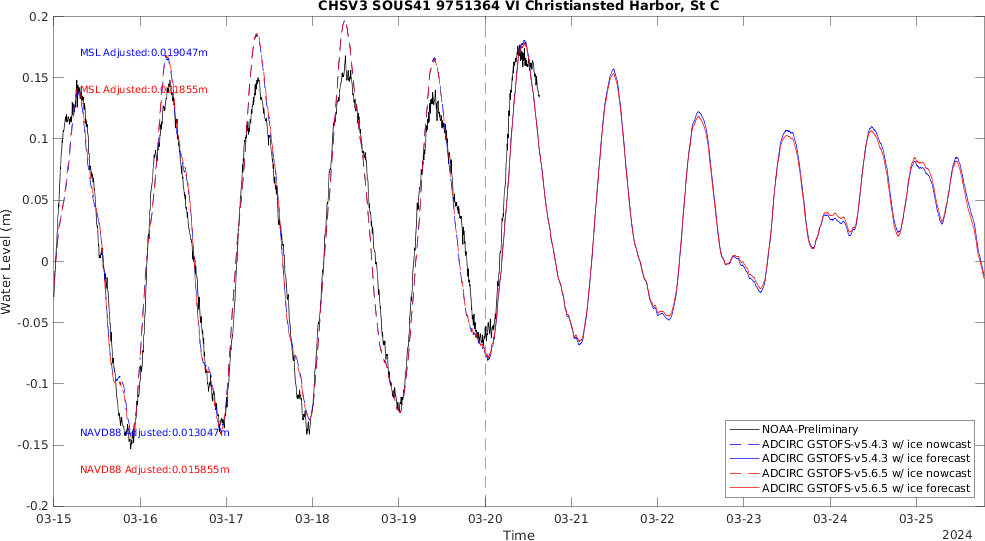 CHSV3 SOUS41 9751364 VI Christiansted Harbor, St C
0.2
0.15
0.1
0.05
0
-0.05
-0.1
-0.15
-0.2
Water Level (m)
MSL Adjusted:0.019047m
NAVD88 Adjusted:0.013047m
NAVD88 Adjusted:0.015855m
NOAA-Preliminary
ADCIRC GSTOFS-v5.4.3 w/ ice nowcast
ADCIRC GSTOFS-v5.4.3 w/ ice forecast
ADCIRC GSTOFS-v5.6.5 w/ ice nowcast
ADCIRC GSTOFS-v5.6.5 w/ ice forecast
03-15 03-16 03-17 03-18 03-19 03-20 03-21 03-22 03-23 03-24 03-25
Time
2024